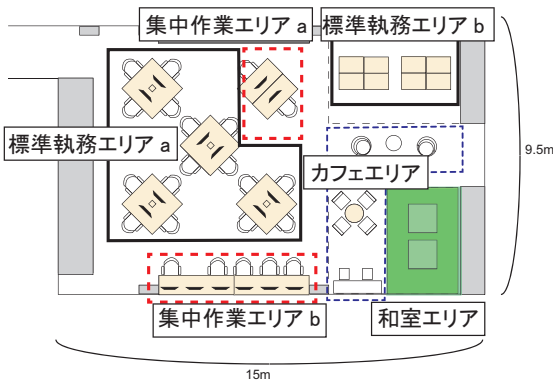 集中作業エリア a
標準執務エリア b
標準執務エリア a
カフェエリア
9.5m
集中作業エリア b
和室エリア
15m